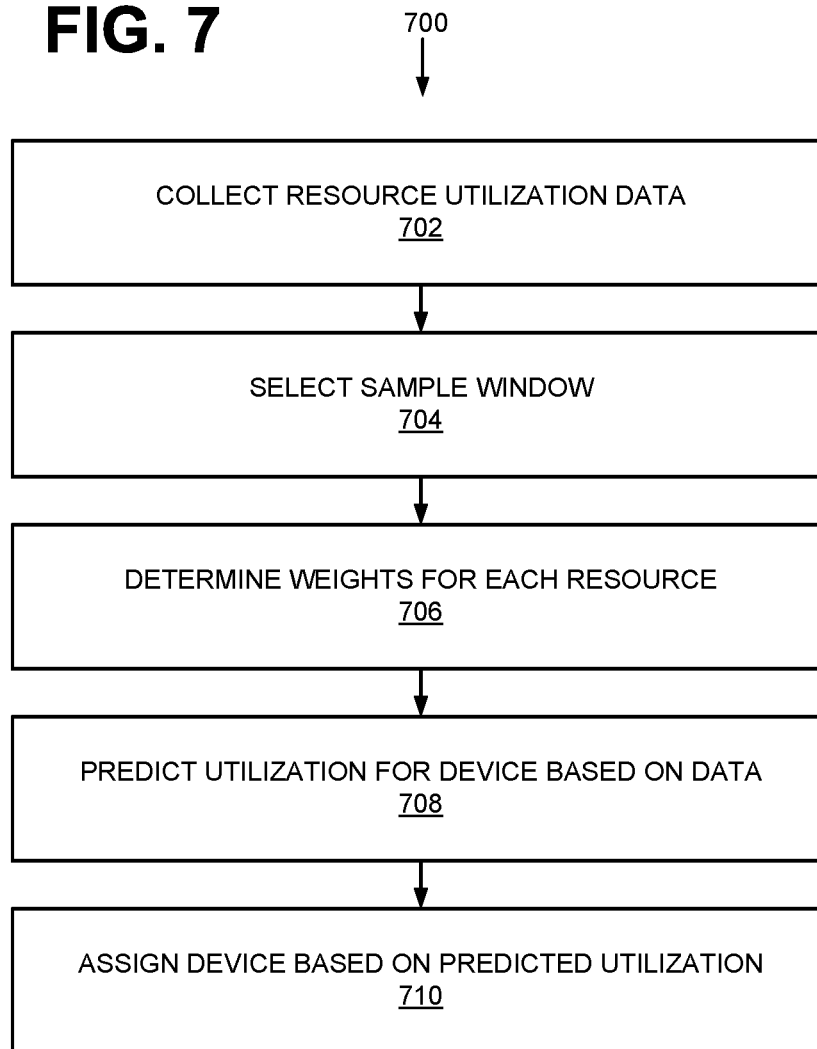 FIG. 7
700
COLLECT RESOURCE UTILIZATION DATA
702
SELECT SAMPLE WINDOW
704
DETERMINE WEIGHTS FOR EACH RESOURCE
706
PREDICT UTILIZATION FOR DEVICE BASED ON DATA
708
ASSIGN DEVICE BASED ON PREDICTED UTILIZATION
710